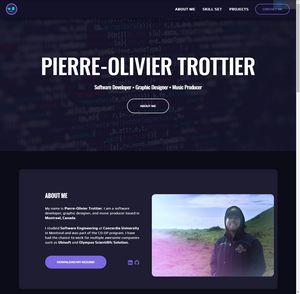 ABOUT ME SKILL SET PROJECTS CONTACT ME
PIERRE-OLIVIER TROTTIER
Software Developer • Graphic Designer • Music Producer
ABOUT ME
ABOUT ME
My name is Pierre-Olivier Trottier. I am a software
developer, graphic designer, and music producer based in
Montreal, Canada.
I studied Software Engineering at Concordia University
in Montreal and was part of the CO-OP program. I have
had the chance to work for multiple awesome companies
such as Ubisoft and Olympus Scientific Solution.
DOWNLOAD MY RESUME